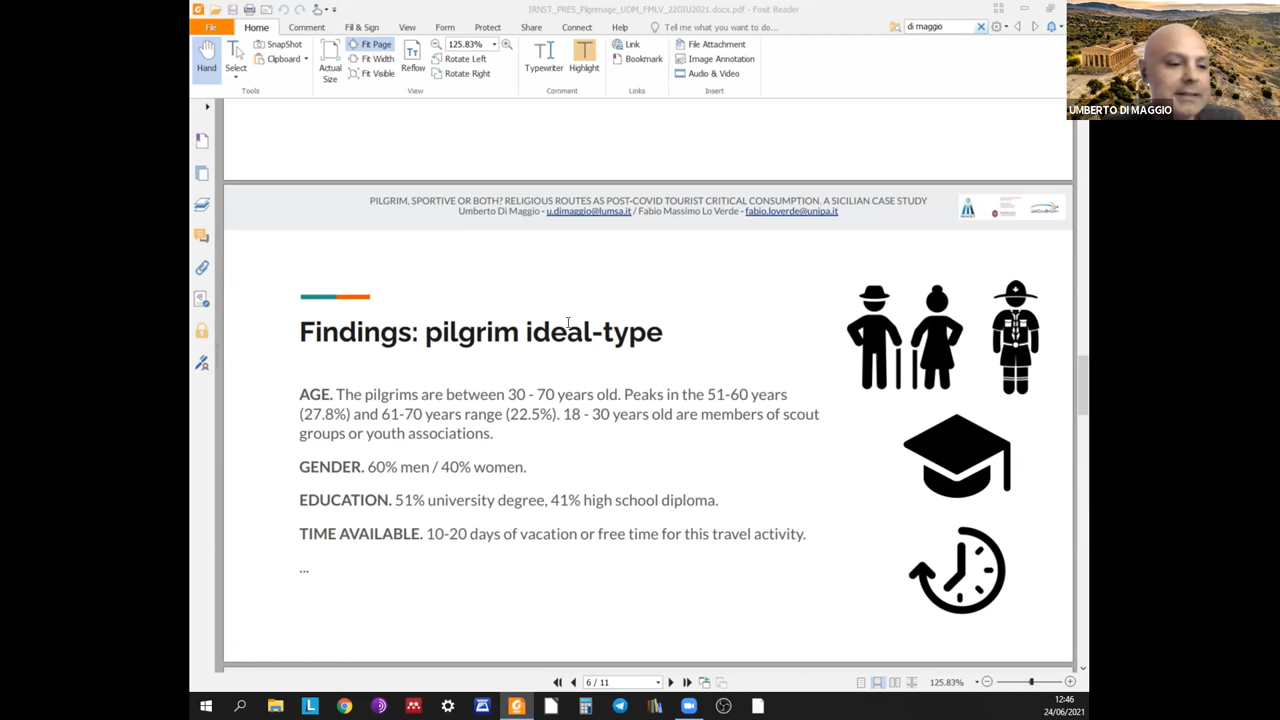 IRNST_PRES_Pilgrimage_UDM_FMLV_22GIU2021.docx.pdf - Foxit Reader
File Home Comment Fill & Sign View Form Protect Share Connect Help Tell me what you want to do... di maggio
Hand
Select
SnapShot
Clipboard
Actual Size
Fit Page
Fit Width
Fit Visible
Reflow
125.83%
Rotate Left
Rotate Right
Typewriter
Highlight
Link
Bookmark
File Attachment
Image Annotation
Audio & Video
Tools View Comment Links Insert
UMBERTO DI MAGGIO
PILGRIM, SPORTIVE OR BOTH? RELIGIOUS ROUTES AS POST-COVID TOURIST CRITICAL CONSUMPTION. A SICILIAN CASE STUDY
Umberto Di Maggio - u.dimaggio@lumsa.it / Fabio Massimo Lo Verde - fabio.loverde@unipa.it
Findings: pilgrim ideal-type
AGE. The pilgrims are between 30 - 70 years old. Peaks in the 51-60 years
(27.8%) and 61-70 years range (22.5%). 18 - 30 years old are members of scout
groups or youth associations.
GENDER. 60% men / 40% women.
EDUCATION. 51% university degree, 41% high school diploma.
TIME AVAILABLE. 10-20 days of vacation or free time for this travel activity.
...
6 / 11
125.83%
12:46
24/06/2021